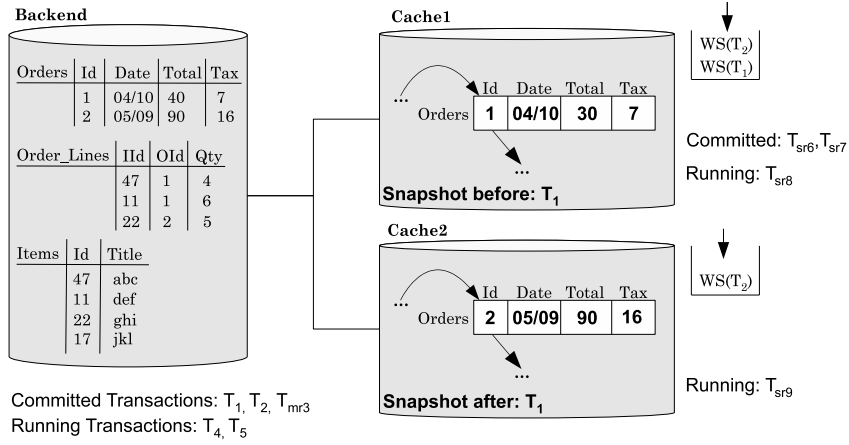 Backend
Orders Id Date Total Tax
1 04/10 40 7
2 05/09 90 16
Order_Lines IId OId Qty
47 1 4
11 1 6
22 2 5
Items Id Title
47 abc
11 def
22 ghi
17 jkl
Committed Transactions: T1, T2, Tmr3
Running Transactions: T4, T5
Cache1
...
Id Date Total Tax
Orders 1 04/10 30 7
...
Snapshot before: T1
WS(T2)
WS(T1)
Committed: Tsr6,Tsr7
Running: Tsr8
Cache2
...
Id Date Total Tax
Orders 2 05/09 90 16
...
Snapshot after: T1
WS(T2)
Running: Tsr9